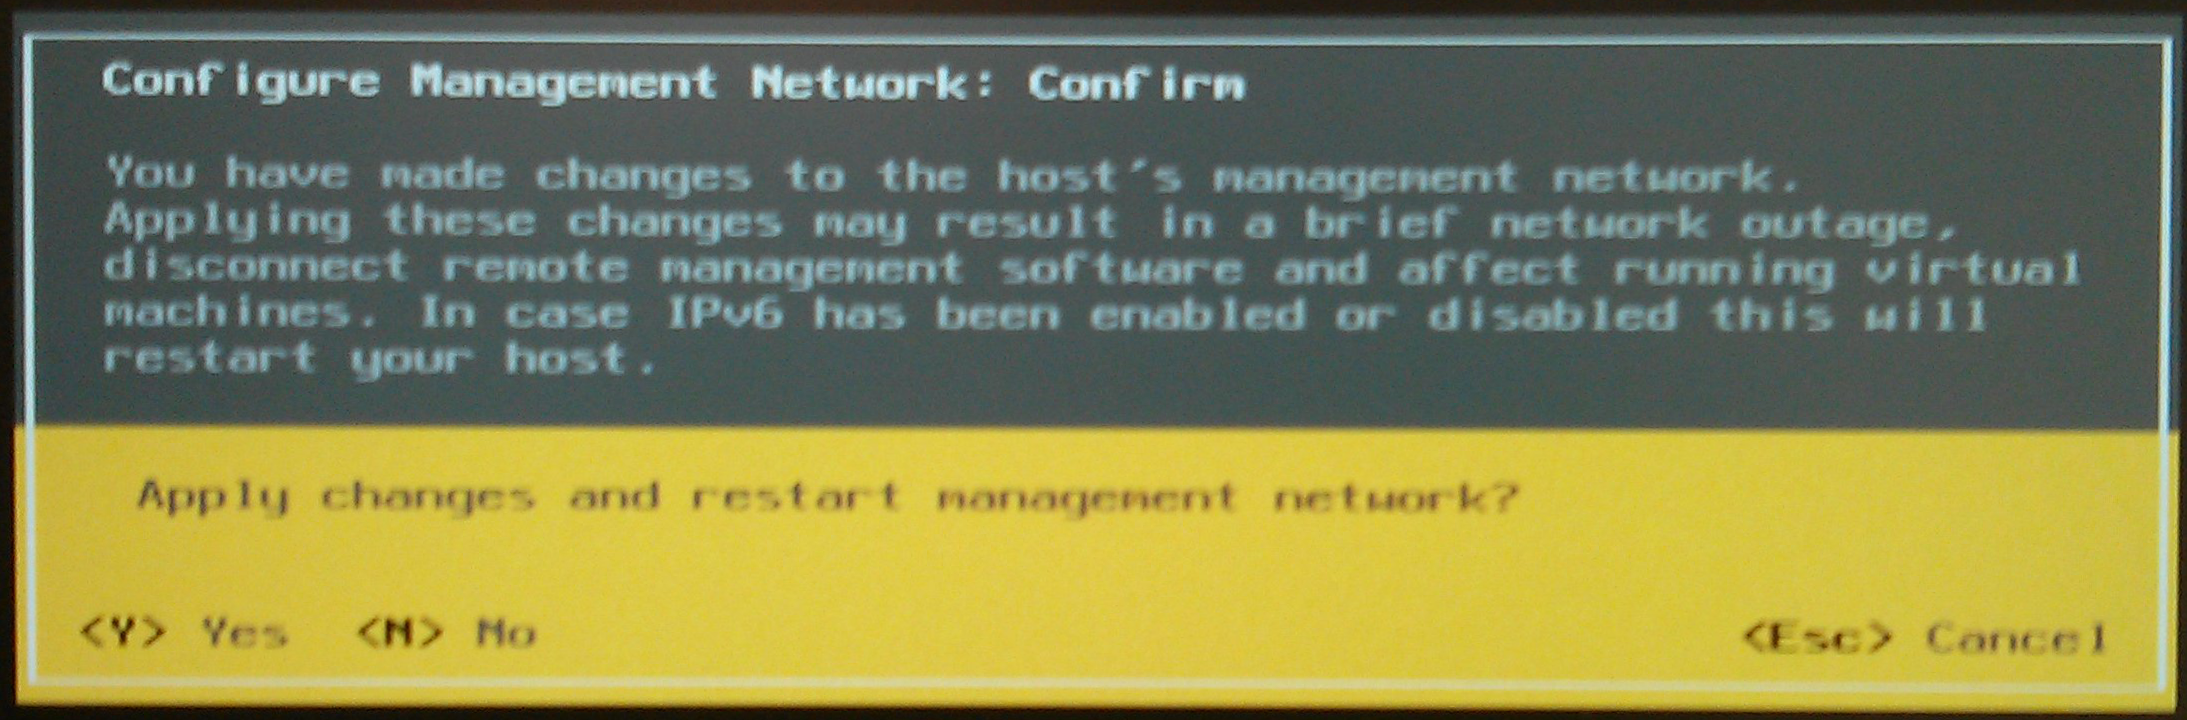 Configure Management Network: Confirm
You have made changes to the host's management network.
Applying these changes may result in a brief network outage,
disconnect remote management software and affect running virtual
machines. In case IPv6 has been enabled or disabled this will
restart your host.
Apply changes and restart management network?
<Y> Yes <N> No <Esc> Cancel